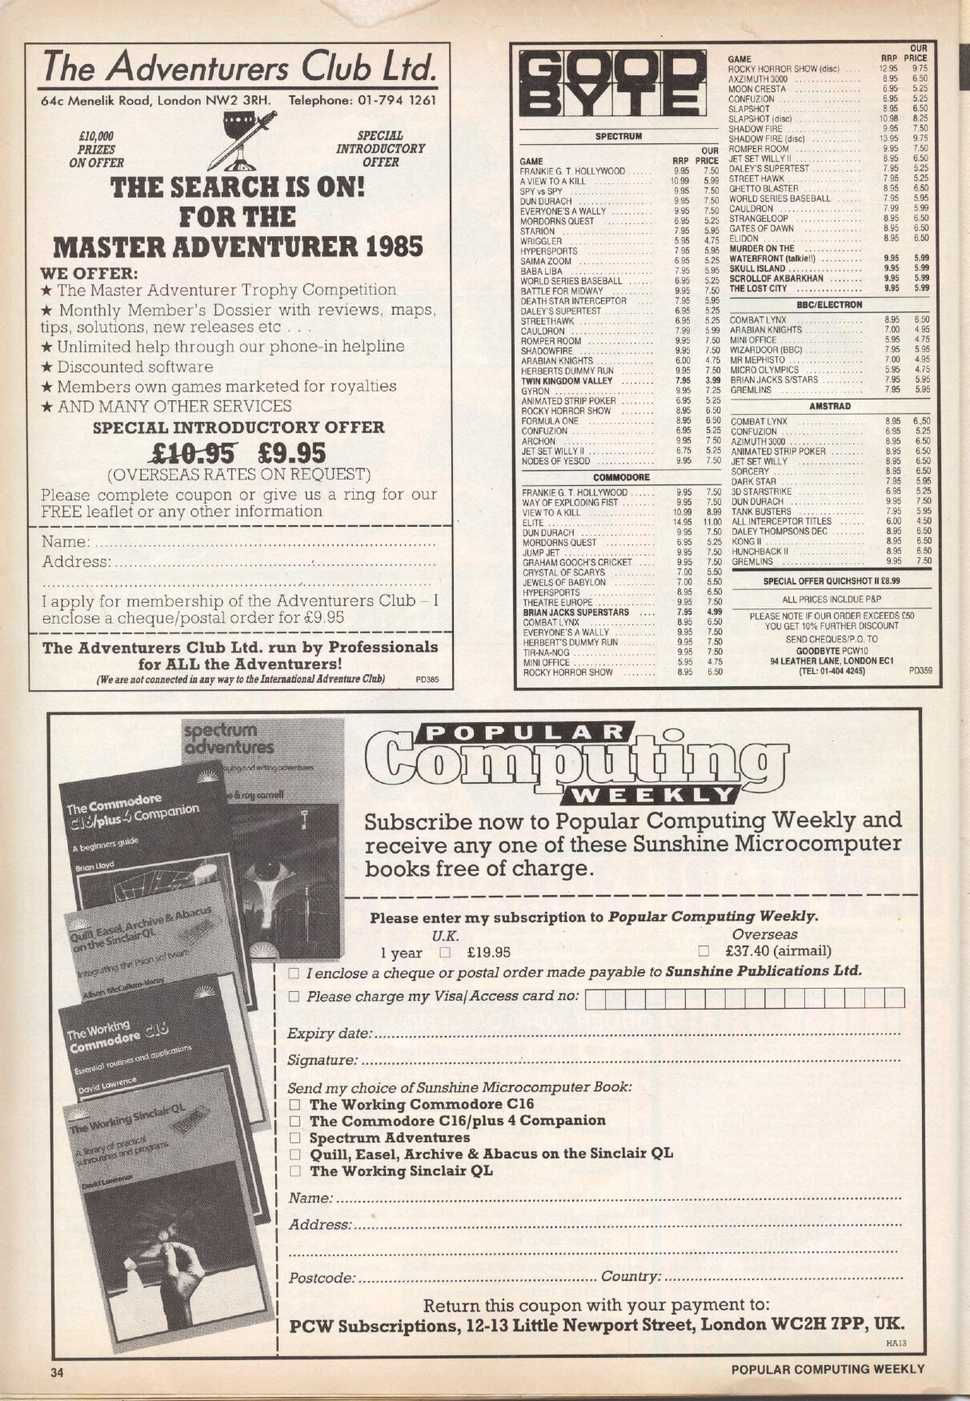 The Adventurers Club Ltd.
64c Menelik Road, London NW2 3RH. Telephone: 01-794 1261
£10,000
PRIZES
ON OFFER
SPECIAL
INTRODUCTORY
OFFER
THE SEARCH IS ON!
FOR THE
MASTER ADVENTURER 1985
WE OFFER:
★ The Master Adventurer Trophy Competition
★ Monthly Member's Dossier with reviews, maps,
tips, solutions, new releases etc . . .
★ Unlimited help through our phone-in helpline
★ Discounted software
★ Members own games marketed for royalties
★ AND MANY OTHER SERVICES
SPECIAL INTRODUCTORY OFFER
£10.95 £9.95
(OVERSEAS RATES ON REQUEST)
Please complete coupon or give us a ring for our
FREE leaflet or any other information
Name:
Address:
I apply for membership of the Adventurers Club – I
enclose a cheque/postal order for £9.95
The Adventurers Club Ltd. run by Professionals
for ALL the Adventurers!
(We are not connected in any way to the International Adventure Club) PD385
GOOD
BYTE
SPECTRUM
OUR
GAME RRP PRICE
FRANKIE G. T. HOLLYWOOD 9.95 7.50
A VIEW TO A KILL 10.99 5.99
SPY vs SPY 9.95 7.50
DUN DURACH 9.95 7.50
EVERYONE'S A WALLY 9.95 7.50
MORDORNS QUEST 6.95 5.25
STARION 7.95 5.95
WRIGGLER 5.95 4.75
HYPERSPORTS 7.95 5.95
SAIMA ZOOM 6.95 5.25
BABA LIBA 7.95 5.95
WORLD SERIES BASEBALL 6.95 5.25
BATTLE FOR MIDWAY 9.95 7.50
DEATH STAR INTERCEPTOR 7.95 5.95
DALEY'S SUPERTEST 6.95 5.25
STREETHAWK 6.95 5.25
CAULDRON 7.99 5.99
ROMPER ROOM 9.95 7.50
SHADOWFIRE 9.95 7.50
ARABIAN KNIGHTS 6.00 4.75
HERBERTS DUMMY RUN 9.95 7.50
TWIN KINGDOM VALLEY 7.95 3.99
GYRON 9.95 7.25
ANIMATED STRIP POKER 6.95 5.25
ROCKY HORROR SHOW 8.95 6.50
FORMULA ONE 8.95 6.50
CONFUZION 6.95 5.25
ARCHON 9.95 7.50
JET SET WILLY II 6.75 5.25
NODES OF YESOD 9.95 7.50
COMMODORE
FRANKIE G. T. HOLLYWOOD 9.95 7.50
WAY OF EXPLODING FIST 9.95 7.50
VIEW TO A KILL 10.99 8.99
ELITE 14.95 11.00
DUN DURACH 9.95 7.50
MORDORNS QUEST 6.95 5.25
JUMP JET 9.95 7.50
GRAHAM GOOCH'S CRICKET 9.95 7.50
CRYSTAL OF SCARYS 7.00 5.50
JEWELS OF BABYLON 7.00 5.50
HYPERSPORTS 8.95 6.50
THEATRE EUROPE 9.95 7.50
BRIAN JACKS SUPERSTARS 7.95 4.99
COMBAT LYNX 8.95 6.50
EVERYONE'S A WALLY 9.95 7.50
HERBERT'S DUMMY RUN 9.95 7.50
TIR-NA-NOG 9.95 7.50
MINI OFFICE 5.95 4.75
ROCKY HORROR SHOW 8.95 6.50
OUR
GAME RRP PRICE
ROCKY HORROR SHOW (disc) 12.95 9.75
AXZIMUTH 3000 8.95 6.50
MOON CRESTA 6.95 5.25
CONFUZION 6.95 5.25
SLAPSHOT 8.95 6.50
SLAPSHOT (disc) 10.98 8.25
SHADOW FIRE 9.95 7.50
SHADOW FIRE (disc) 13.95 9.75
ROMPER ROOM 9.95 7.50
JET SET WILLY II 8.95 6.50
DALEY'S SUPERTEST 7.95 5.25
STREET HAWK 7.95 5.25
GHETTO BLASTER 8.95 6.50
WORLD SERIES BASEBALL 7.95 5.95
CAULDRON 7.99 5.99
STRANGELOOP 8.95 6.50
GATES OF DAWN 8.95 6.50
ELIDON 8.95 6.50
MURDER ON THE
WATERFRONT (talkie!!) 9.95 5.99
SKULL ISLAND 9.95 5.99
SCROLL OF AKBARKHAN 9.95 5.99
THE LOST CITY 9.95 5.99
BBC/ELECTRON
COMBAT LYNX 8.95 6.50
ARABIAN KNIGHTS 7.00 4.95
MINI OFFICE 5.95 4.75
WIZARDOOR (BBC) 7.95 5.95
MR MEPHISTO 7.00 4.95
MICRO OLYMPICS 5.95 4.75
BRIAN JACKS S/STARS 7.95 5.95
GREMLINS 7.95 5.95
AMSTRAD
COMBAT LYNX 8.95 6.50
CONFUZION 6.95 5.25
AZIMUTH 3000 8.95 6.50
ANIMATED STRIP POKER 8.95 6.50
JET SET WILLY 8.95 6.50
SORCERY 8.95 6.50
DARK STAR 7.95 5.95
3D STARSTRIKE 6.95 5.25
DUN DURACH 9.95 7.50
TANK BUSTERS 7.95 5.95
ALL INTERCEPTOR TITLES 6.00 4.50
DALEY THOMPSONS DEC 8.95 6.50
KONG II 8.95 6.50
HUNCHBACK II 8.95 6.50
GREMLINS 9.95 7.50
SPECIAL OFFER QUICHSHOT II £8.99
ALL PRICES INCLDUE P&P
PLEASE NOTE IF OUR ORDER EXCEEDS £50
YOU GET 10% FURTHER DISCOUNT
SEND CHEQUES/P.O. TO
GOODBYTE PCW10
94 LEATHER LANE, LONDON EC1
(TEL: 01-404 4245) PD359
spectrum
adventures
playing and writing adventures
& roy carnell
The Commodore
C16/plus 4 Companion
A beginners guide
Brian Lloyd
Quill, Easel, Archive & Abacus
on the Sinclair QL
Integrating the Psion software
Alison McCallum-Varey
The Working
Commodore C16
Essential routines and applications
David Lawrence
The Working Sinclair QL
A library of practical
subroutines and programs
David Lawrence
POPULAR
Computing
WEEKLY
Subscribe now to Popular Computing Weekly and
receive any one of these Sunshine Microcomputer
books free of charge.
Please enter my subscription to Popular Computing Weekly.
U.K. Overseas
1 year □ £19.95 □ £37.40 (airmail)
□ I enclose a cheque or postal order made payable to Sunshine Publications Ltd.
□ Please charge my Visa/Access card no:
Expiry date:
Signature:
Send my choice of Sunshine Microcomputer Book:
□ The Working Commodore C16
□ The Commodore C16/plus 4 Companion
□ Spectrum Adventures
□ Quill, Easel, Archive & Abacus on the Sinclair QL
□ The Working Sinclair QL
Name:
Address:
Postcode: Country:
Return this coupon with your payment to:
PCW Subscriptions, 12-13 Little Newport Street, London WC2H 7PP, UK.
HA13
34
POPULAR COMPUTING WEEKLY